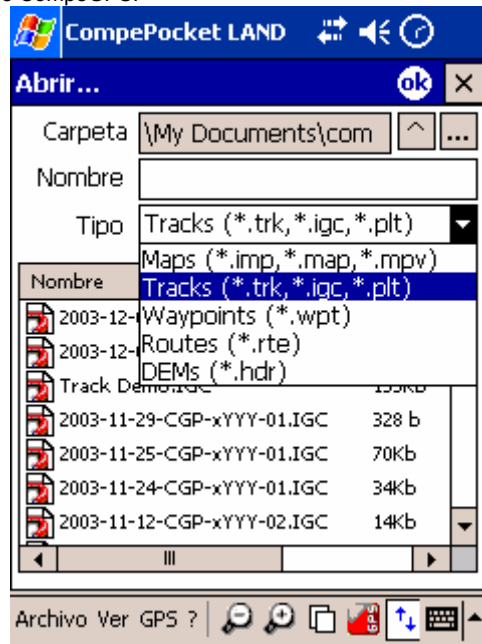 CompePocket LAND
Abrir... ok
Carpeta \My Documents\com ^ ...
Nombre
Tipo Tracks (*.trk,*.igc,*.plt)
Maps (*.imp,*.map,*.mpv)
Nombre Tracks (*.trk,*.igc,*.plt)
2003-12- Waypoints (*.wpt)
2003-12- Routes (*.rte)
DEMs (*.hdr)
Track Demo.IGC
2003-11-29-CGP-xYYY-01.IGC 328 b
2003-11-25-CGP-xYYY-01.IGC 70Kb
2003-11-24-CGP-xYYY-01.IGC 34Kb
2003-11-12-CGP-xYYY-02.IGC 14Kb
Archivo Ver GPS ?